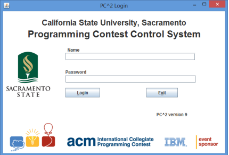 PC^2 Login
California State University, Sacramento
Programming Contest Control System
Name
SACRAMENTO
STATE
Password
Login
Exit
PC^2 version 9
acm International Collegiate
Programming Contest
IBM.
event
sponsor